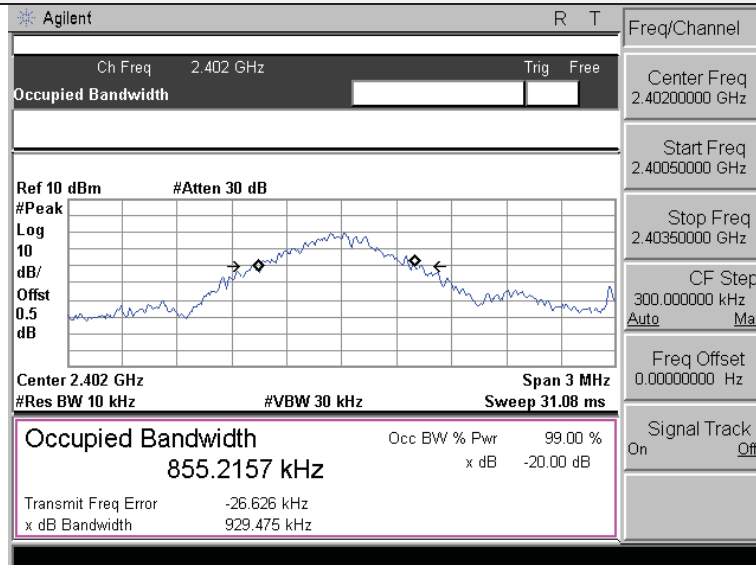 Agilent R T
Ch Freq 2.402 GHz Trig Free
Occupied Bandwidth
Ref 10 dBm #Atten 30 dB
#Peak
Log
10
dB/
Offst
0.5
dB
Center 2.402 GHz Span 3 MHz
#Res BW 10 kHz #VBW 30 kHz Sweep 31.08 ms
Occupied Bandwidth
855.2157 kHz
Occ BW % Pwr 99.00 %
x dB -20.00 dB
Transmit Freq Error -26.626 kHz
x dB Bandwidth 929.475 kHz
Freq/Channel
Center Freq
2.40200000 GHz
Start Freq
2.40050000 GHz
Stop Freq
2.40350000 GHz
CF Step
300.000000 kHz
Auto Ma
Freq Offset
0.00000000 Hz
Signal Track
On Off